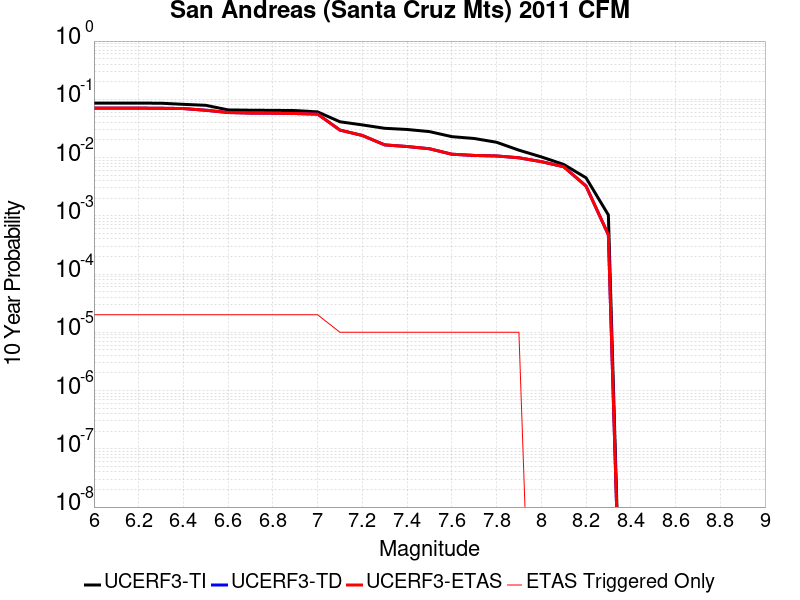 San Andreas (Santa Cruz Mts) 2011 CFM
10 0
10 -1
10 -2
10 -3
10 -4
10 -5
10 -6
10 -7
10 -8
10 Year Probability
6 6.2 6.4 6.6 6.8 7 7.2 7.4 7.6 7.8 8 8.2 8.4 8.6 8.8 9
Magnitude
UCERF3-TI UCERF3-TD UCERF3-ETAS ETAS Triggered Only